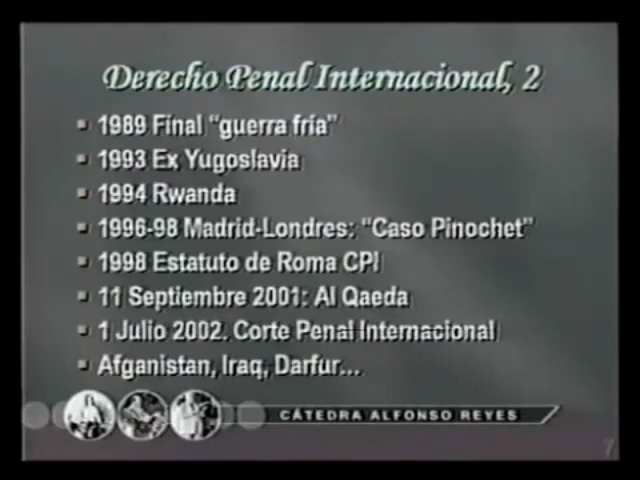 Derecho Penal Internacional, 2
▪ 1989 Final "guerra fría"
▪ 1993 Ex Yugoslavia
▪ 1994 Rwanda
▪ 1996-98 Madrid-Londres: "Caso Pinochet"
▪ 1998 Estatuto de Roma CPI
▪ 11 Septiembre 2001: Al Qaeda
▪ 1 Julio 2002. Corte Penal Internacional
▪ Afganistan, Iraq, Darfur...
CÁTEDRA ALFONSO REYES
7